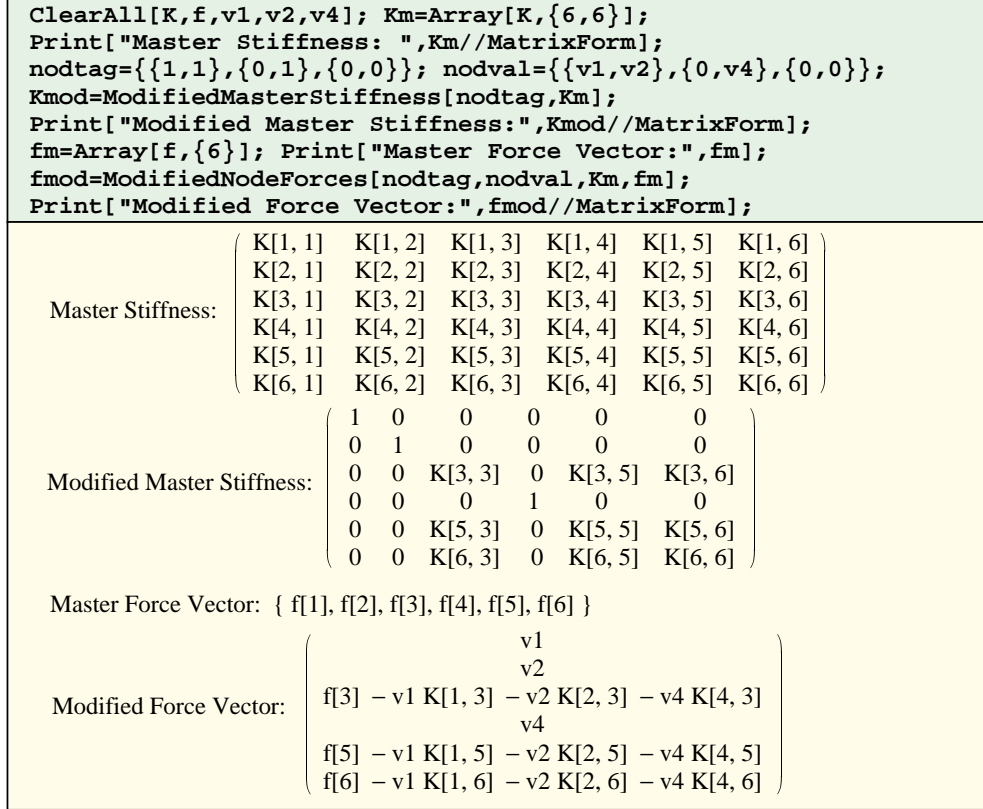 ClearAll[K,f,v1,v2,v4]; Km=Array[K,{6,6}];
Print["Master Stiffness: ",Km//MatrixForm];
nodtag={{1,1},{0,1},{0,0}}; nodval={{v1,v2},{0,v4},{0,0}};
Kmod=ModifiedMasterStiffness[nodtag,Km];
Print["Modified Master Stiffness:",Kmod//MatrixForm];
fm=Array[f,{6}]; Print["Master Force Vector:",fm];
fmod=ModifiedNodeForces[nodtag,nodval,Km,fm];
Print["Modified Force Vector:",fmod//MatrixForm];
K[1, 1] K[1, 2] K[1, 3] K[1, 4] K[1, 5] K[1, 6]
K[2, 1] K[2, 2] K[2, 3] K[2, 4] K[2, 5] K[2, 6]
K[3, 1] K[3, 2] K[3, 3] K[3, 4] K[3, 5] K[3, 6]
Master Stiffness:
K[4, 1] K[4, 2] K[4, 3] K[4, 4] K[4, 5] K[4, 6]
K[5, 1] K[5, 2] K[5, 3] K[5, 4] K[5, 5] K[5, 6]
K[6, 1] K[6, 2] K[6, 3] K[6, 4] K[6, 5] K[6, 6]
1 0 0 0 0 0
0 1 0 0 0 0
0 0 K[3, 3] 0 K[3, 5] K[3, 6]
Modified Master Stiffness:
0 0 0 1 0 0
0 0 K[5, 3] 0 K[5, 5] K[5, 6]
0 0 K[6, 3] 0 K[6, 5] K[6, 6]
Master Force Vector: { f[1], f[2], f[3], f[4], f[5], f[6] }
v1
v2
f[3] − v1 K[1, 3] − v2 K[2, 3] − v4 K[4, 3]
Modified Force Vector:
v4
f[5] − v1 K[1, 5] − v2 K[2, 5] − v4 K[4, 5]
f[6] − v1 K[1, 6] − v2 K[2, 6] − v4 K[4, 6]